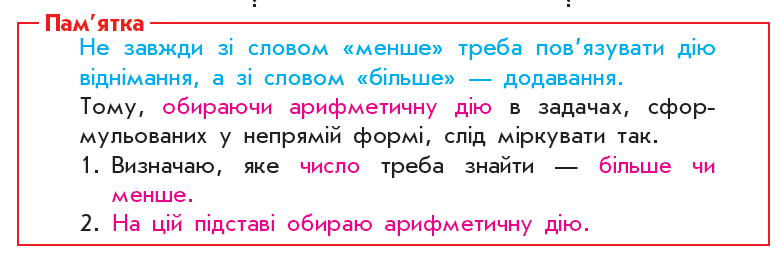 Пам’ятка
Не завжди зі словом «менше» треба пов’язувати дію
віднімання, а зі словом «більше» — додавання.
Тому, обираючи арифметичну дію в задачах, сфор-
мульованих у непрямій формі, слід міркувати так.
1. Визначаю, яке число треба знайти — більше чи
менше.
2. На цій підставі обираю арифметичну дію.